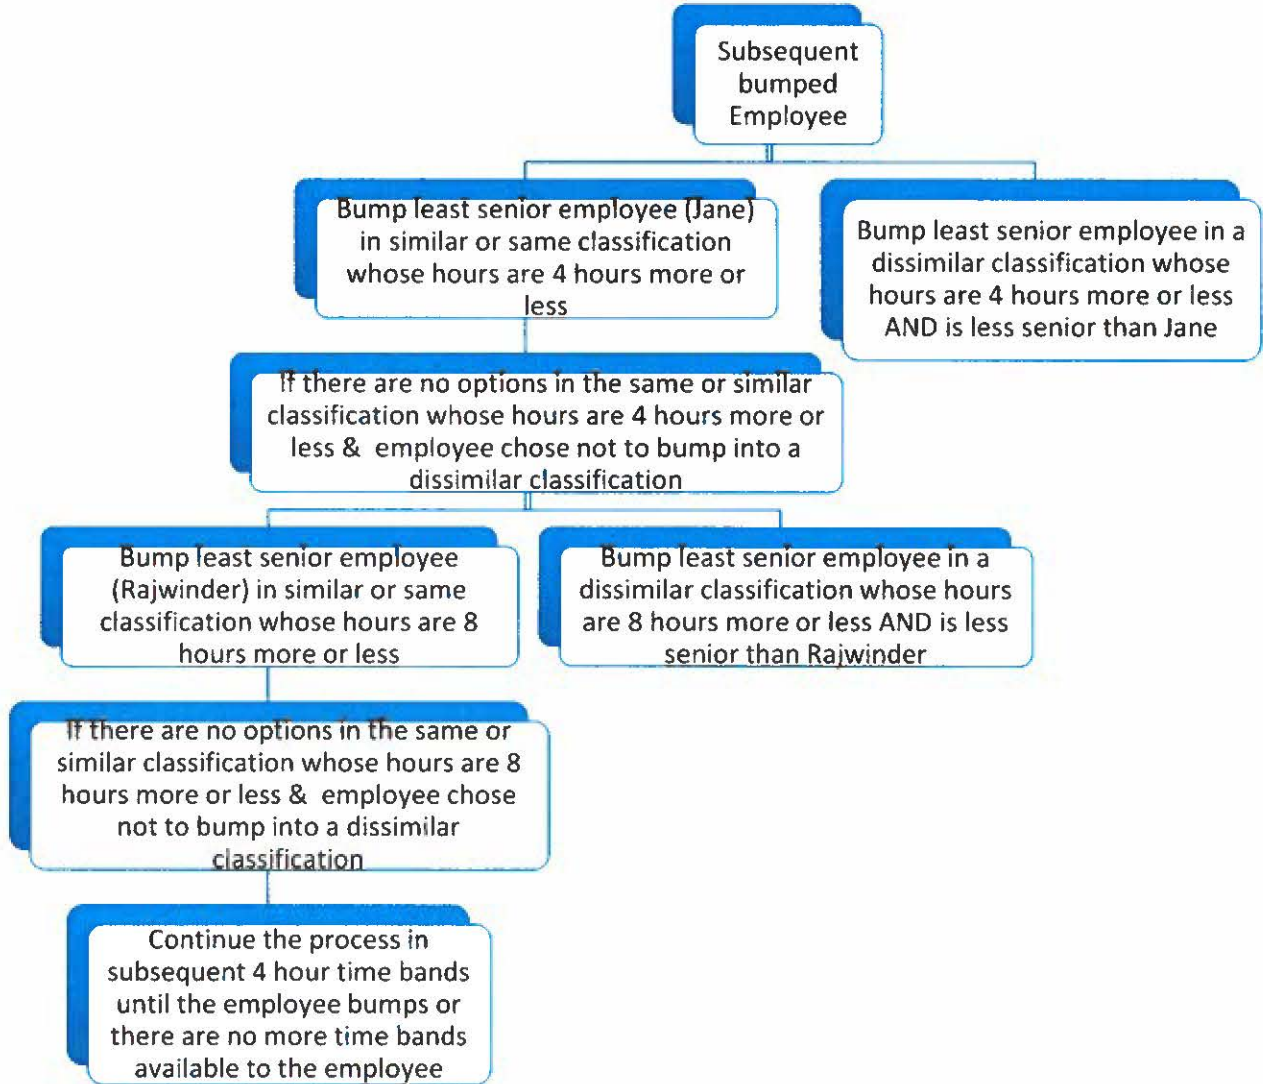 Subsequent
bumped
Employee
Bump least senior employee (Jane)
in similar or same classification
whose hours are 4 hours more or
less
Bump least senior employee in a
dissimilar classification whose
hours are 4 hours more or less
AND is less senior than Jane
If there are no options in the same or similar
classification whose hours are 4 hours more or
less & employee chose not to bump into a
dissimilar classification
Bump least senior employee
(Rajwinder) in similar or same
classification whose hours are 8
hours more or less
Bump least senior employee in a
dissimilar classification whose hours
are 8 hours more or less AND is less
senior than Rajwinder
If there are no options in the same or
similar classification whose hours are 8
hours more or less & employee chose
not to bump into a dissimilar
classification
Continue the process in
subsequent 4 hour time bands
until the employee bumps or
there are no more time bands
available to the employee